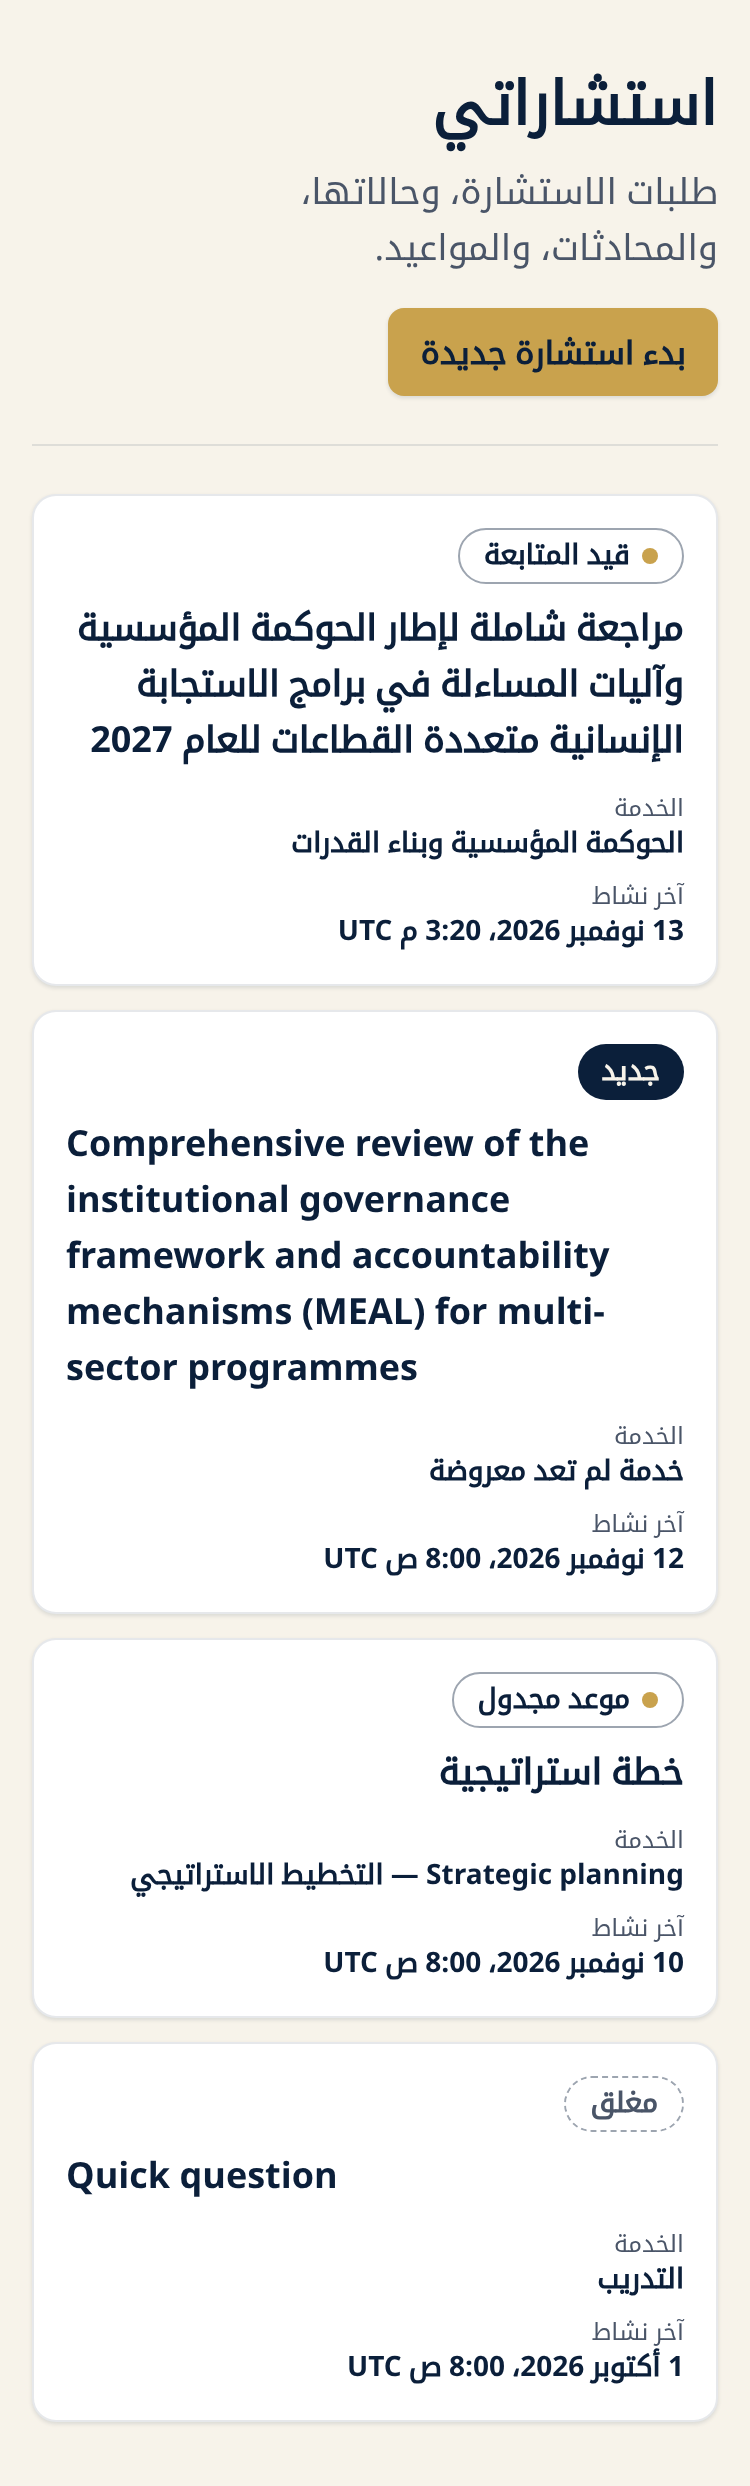 استشاراتي
طلبات الاستشارة، وحالاتها،
والمحادثات، والمواعيد.
بدء استشارة جديدة
قيد المتابعة
مراجعة شاملة لإطار الحوكمة المؤسسية
وآليات المساءلة في برامج الاستجابة
الإنسانية متعددة القطاعات للعام 2027
الخدمة
الحوكمة المؤسسية وبناء القدرات
آخر نشاط
13 نوفمبر 2026، 3:20 م UTC
جديد
Comprehensive review of the
institutional governance
framework and accountability
mechanisms (MEAL) for multi-
sector programmes
الخدمة
خدمة لم تعد معروضة
آخر نشاط
12 نوفمبر 2026، 8:00 ص UTC
موعد مجدول
خطة استراتيجية
الخدمة
Strategic planning — التخطيط الاستراتيجي
آخر نشاط
10 نوفمبر 2026، 8:00 ص UTC
مغلق
Quick question
الخدمة
التدريب
آخر نشاط
1 أكتوبر 2026، 8:00 ص UTC